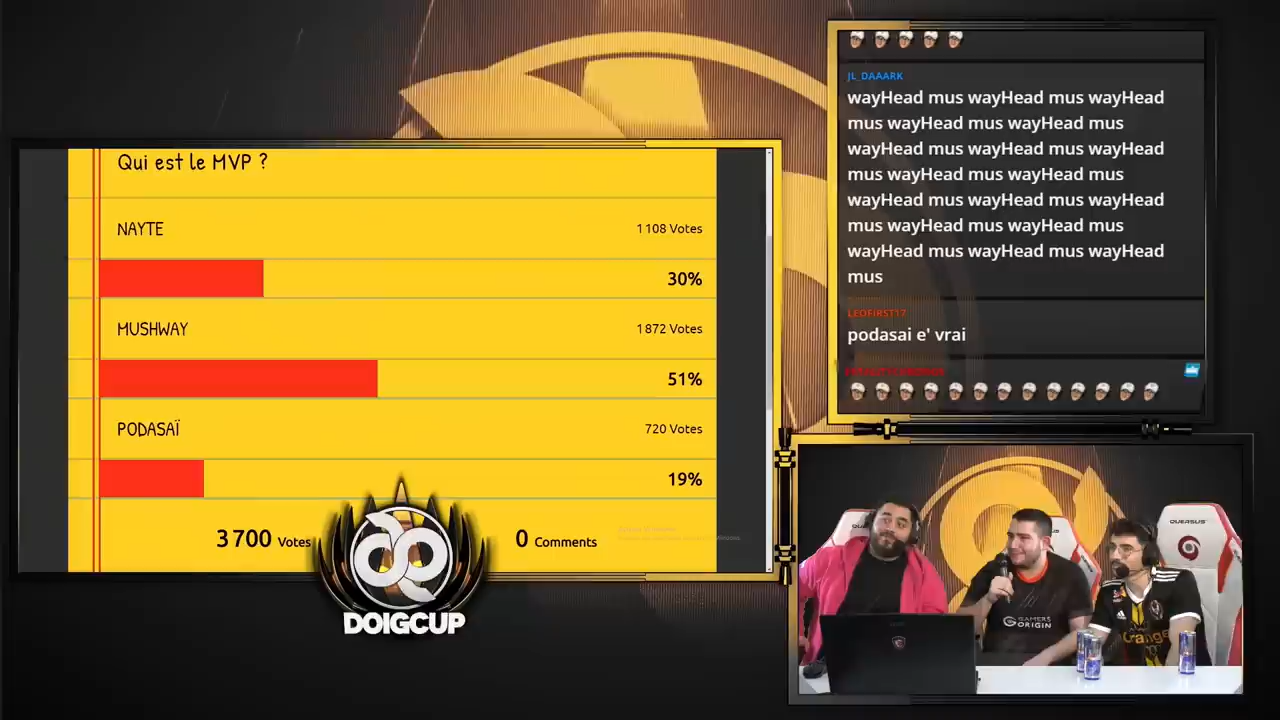 Qui est le MVP ?
NAYTE
1 108 Votes
30%
MUSHWAY
1 872 Votes
51%
PODASAÏ
720 Votes
19%
3 700 Votes
0 Comments
DOIGCUP
JL_DAAARK
wayHead mus wayHead mus wayHead
mus wayHead mus wayHead mus
wayHead mus wayHead mus wayHead
mus wayHead mus wayHead mus
wayHead mus wayHead mus wayHead
mus wayHead mus wayHead mus
wayHead mus wayHead mus wayHead
mus
LEOFIRST17
podasai e' vrai
QUERSUS
GAMERS
ORIGIN
Orange